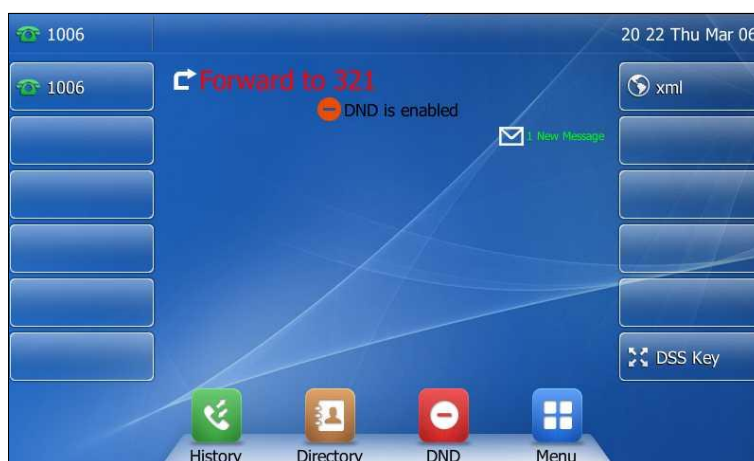 1006
20 22 Thu Mar 06
1006
Forward to 321
xml
DND is enabled
1 New Message
DSS Key
History
Directory
DND
Menu